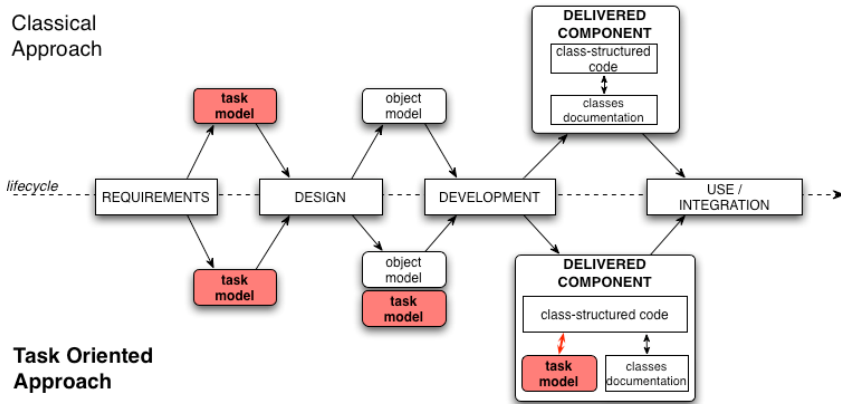 Classical
Approach
DELIVERED
COMPONENT
class-structured
code
classes
documentation
task
model
object
model
lifecycle
REQUIREMENTS
DESIGN
DEVELOPMENT
USE /
INTEGRATION
task
model
object
model
task
model
DELIVERED
COMPONENT
class-structured code
task
model
classes
documentation
Task Oriented
Approach